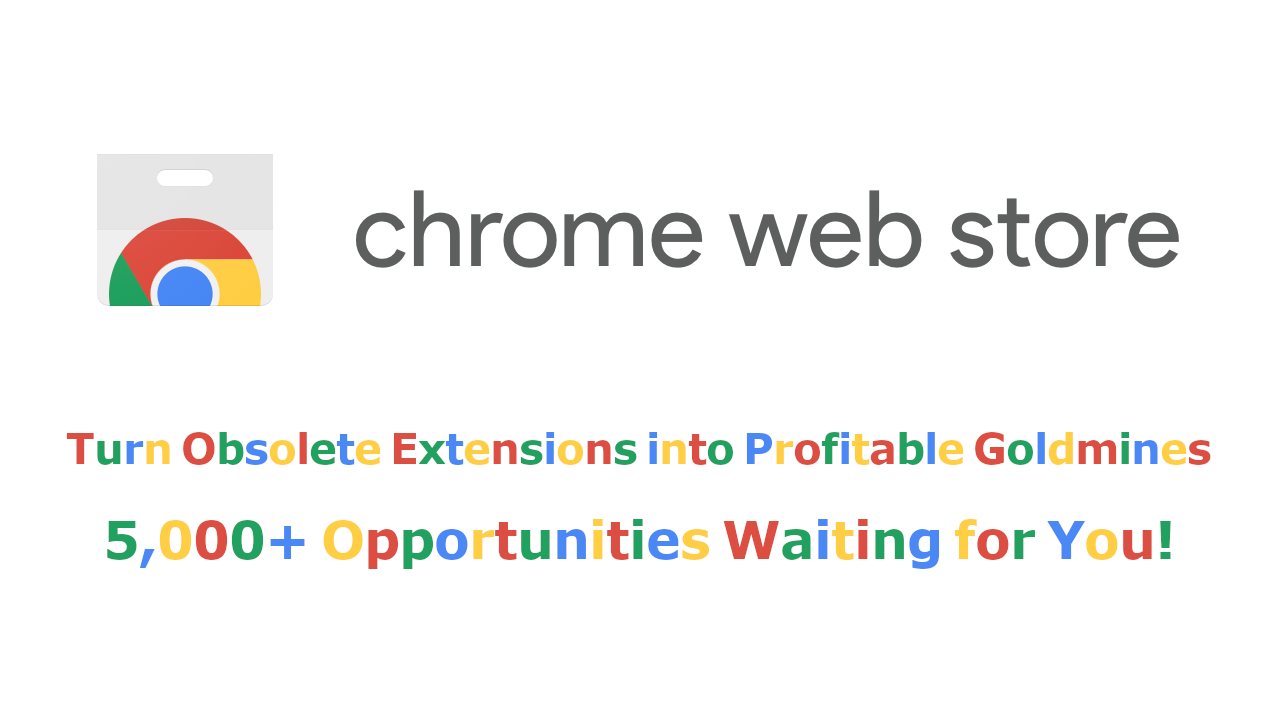 chrome web store
Turn Obsolete Extensions into Profitable Goldmines
5,000+ Opportunities Waiting for You!